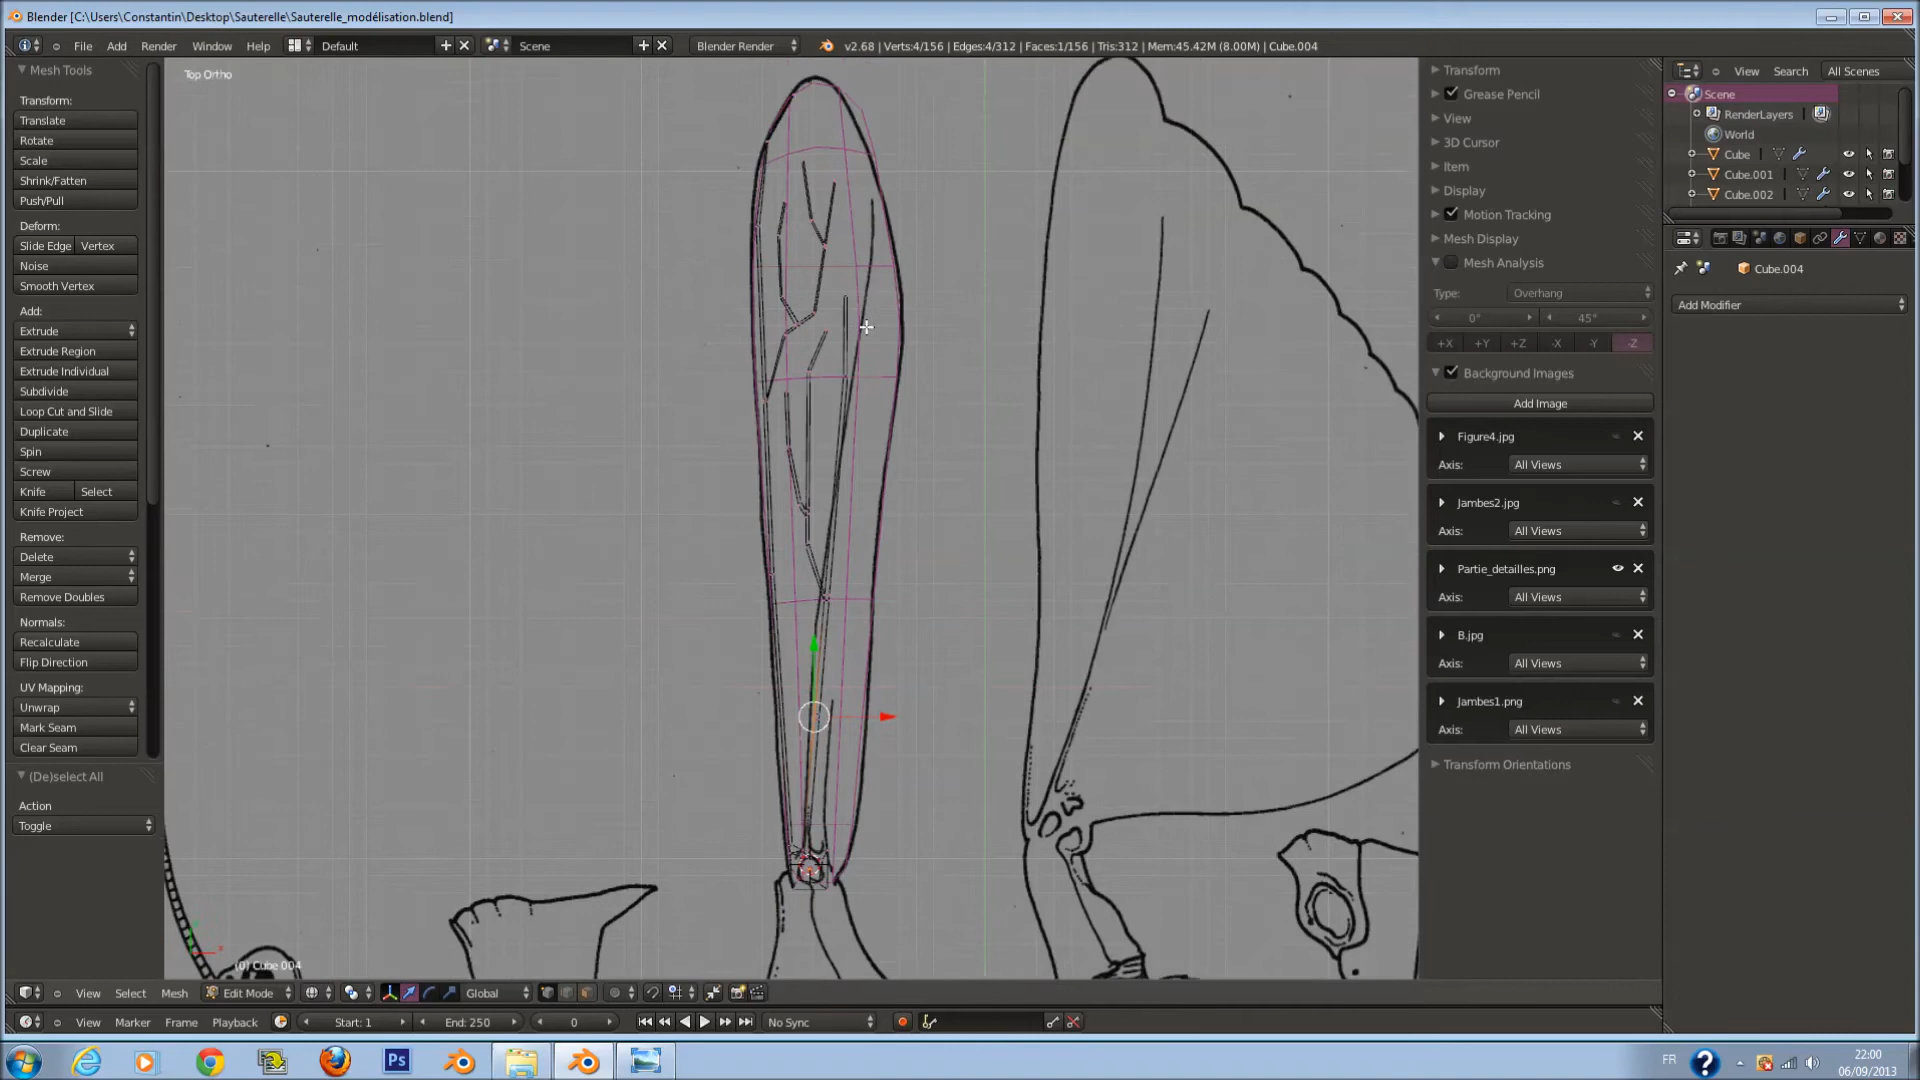 Blender [C:\Users\Constantin\Desktop\Sauterelle\Sauterelle_modélisation.blend]
File Add Render Window Help Default Scene Blender Render v2.68 | Verts:4/156 | Edges:4/312 | Faces:1/156 | Tris:312 | Mem:45.42M (8.00M) | Cube.004
Mesh Tools
Transform:
Translate
Rotate
Scale
Shrink/Fatten
Push/Pull
Deform:
Slide Edge Vertex
Noise
Smooth Vertex
Add:
Extrude
Extrude Region
Extrude Individual
Subdivide
Loop Cut and Slide
Duplicate
Spin
Screw
Knife Select
Knife Project
Remove:
Delete
Merge
Remove Doubles
Normals:
Recalculate
Flip Direction
UV Mapping:
Unwrap
Mark Seam
Clear Seam
(De)select All
Action
Toggle
Top Ortho
(0) Cube.004
Transform
Grease Pencil
View
3D Cursor
Item
Display
Motion Tracking
Mesh Display
Mesh Analysis
Type: Overhang
0° 45°
+X +Y +Z -X -Y -Z
Background Images
Add Image
Figure4.jpg
Axis: All Views
Jambes2.jpg
Axis: All Views
Partie_detailles.png
Axis: All Views
B.jpg
Axis: All Views
Jambes1.png
Axis: All Views
Transform Orientations
View Search All Scenes
Scene
RenderLayers
World
Cube
Cube.001
Cube.002
Cube.004
Add Modifier
View Select Mesh Edit Mode Global
View Marker Frame Playback Start: 1 End: 250 0 No Sync
Ps
FR
22:00
06/09/2013